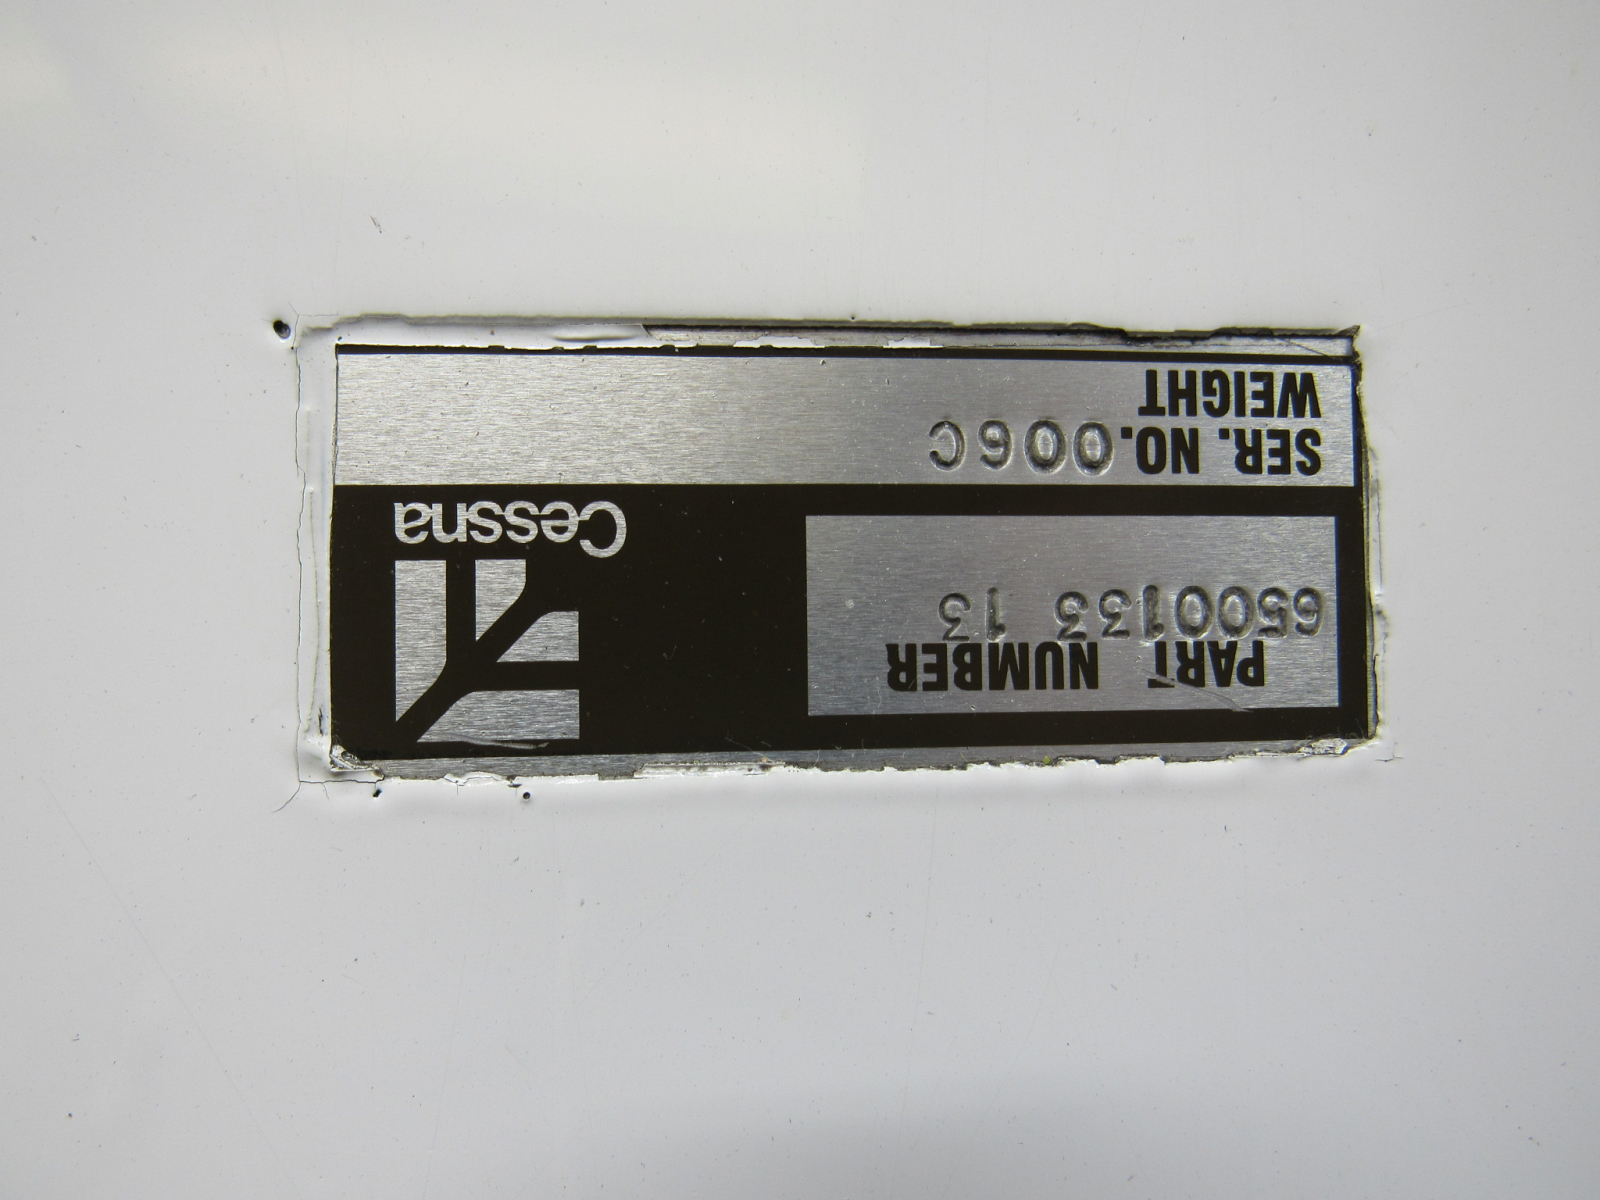 PART NUMBER
6500133 13
Cessna
SER. NO. 006C
WEIGHT